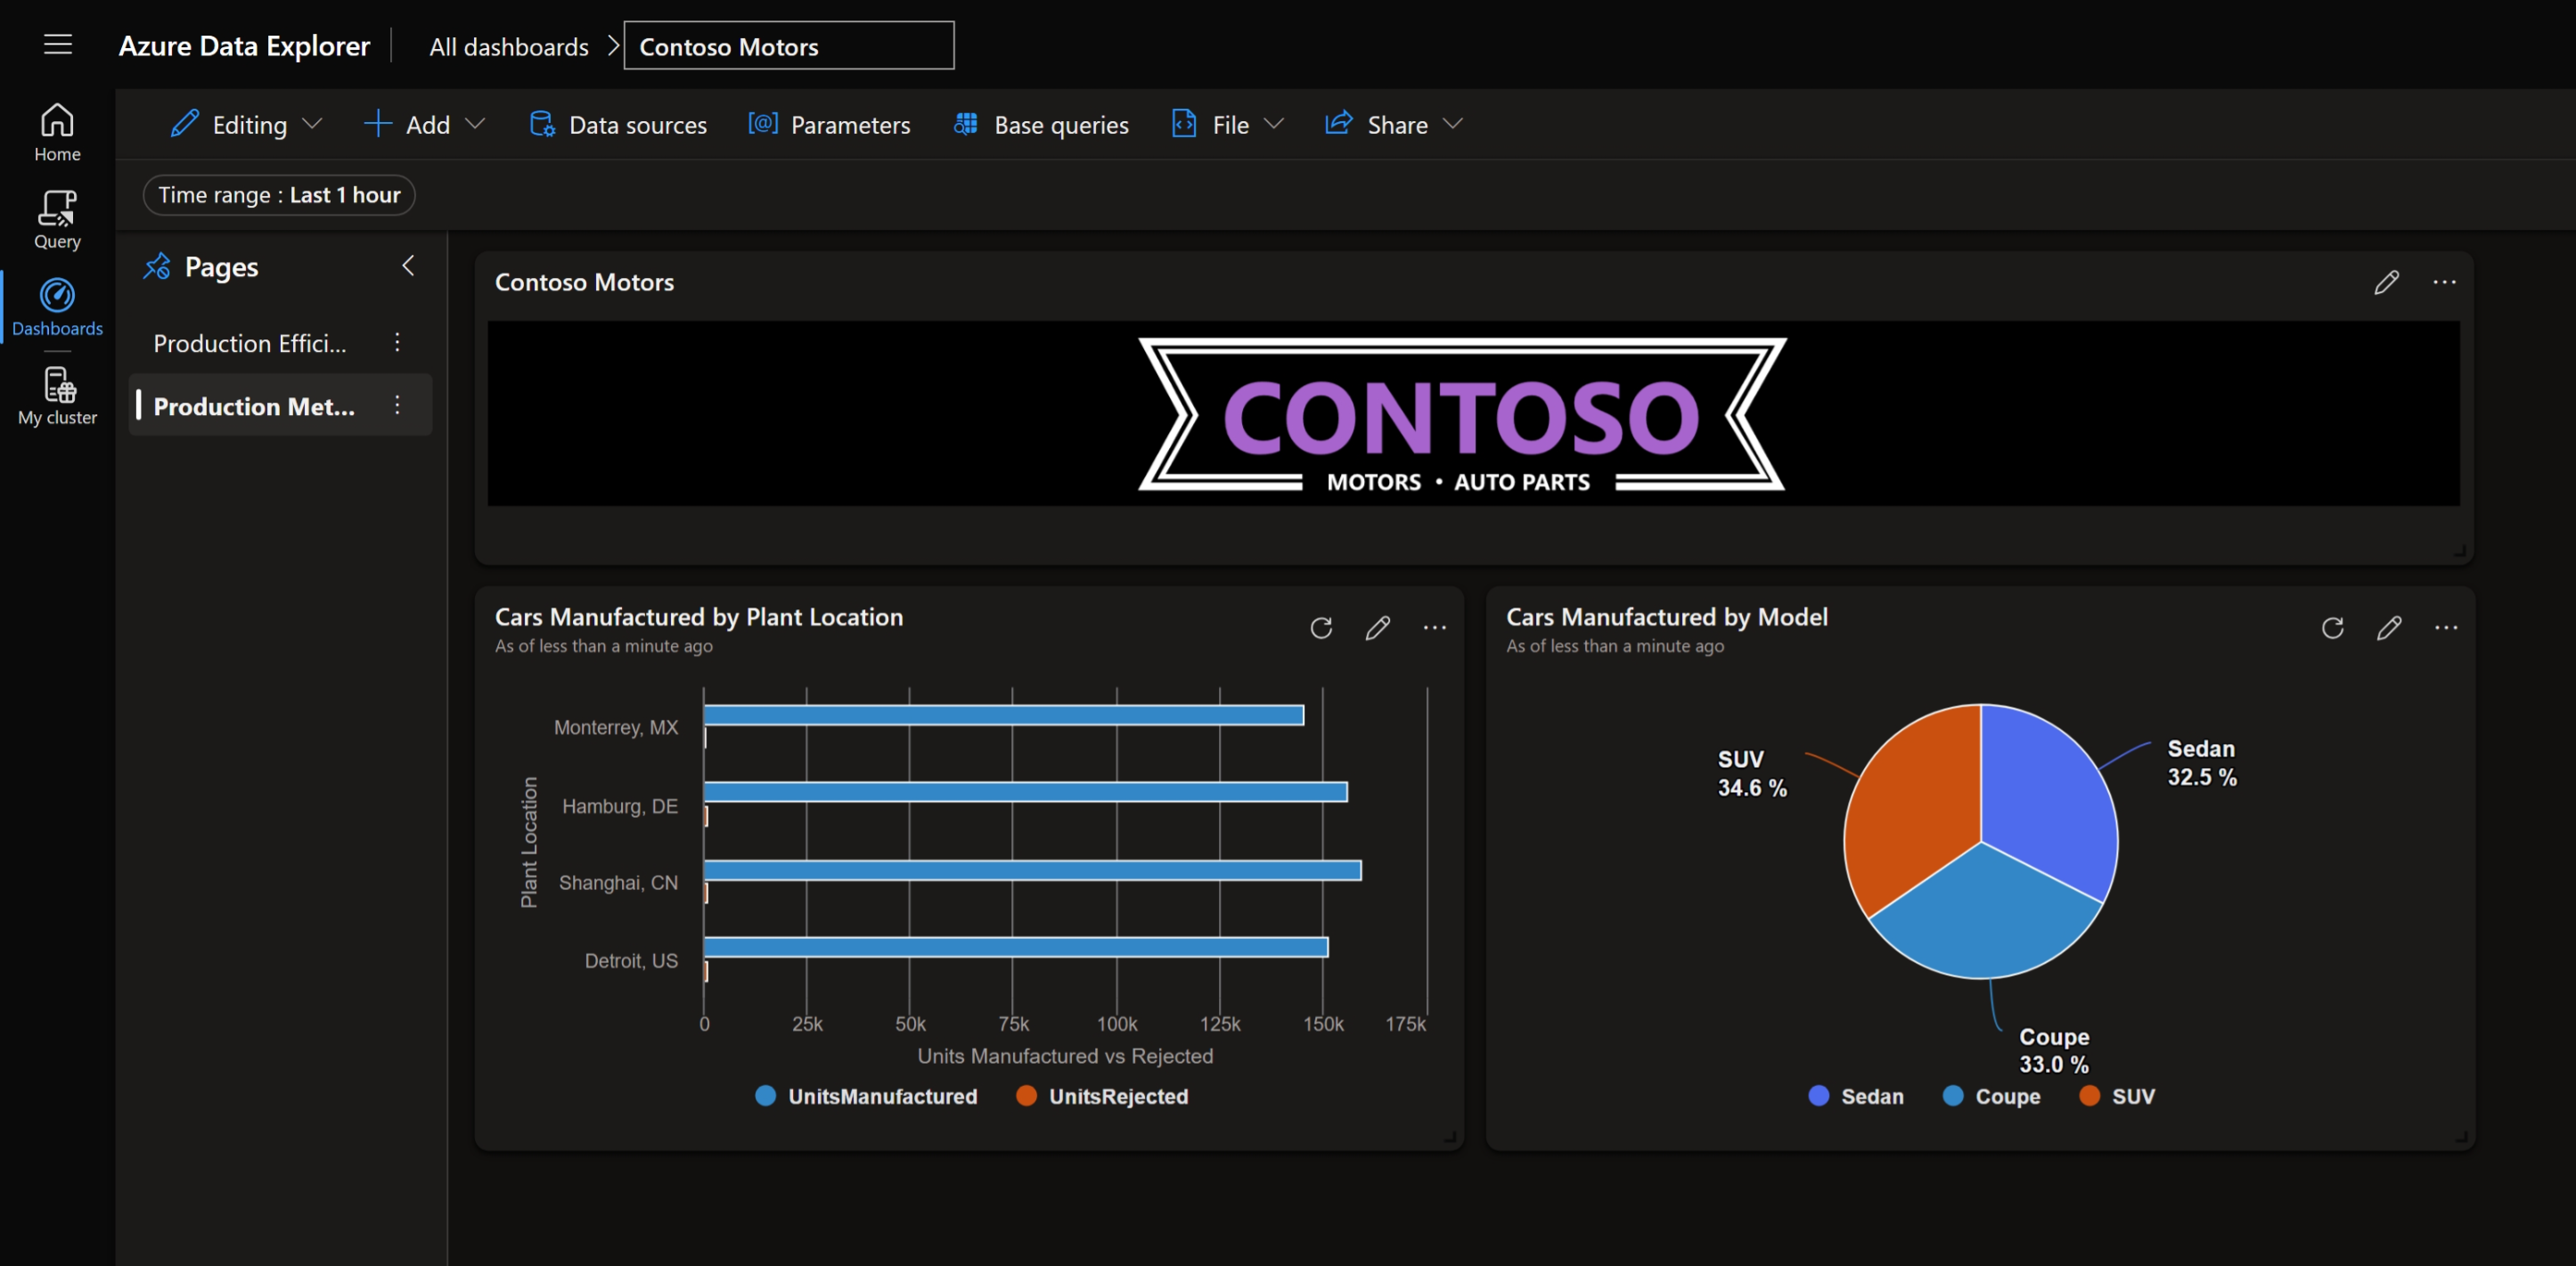 Azure Data Explorer
All dashboards
Contoso Motors
Editing
Add
Data sources
Parameters
Base queries
File
Share
Time range : Last 1 hour
Home
Query
Dashboards
My cluster
Pages
Production Effici...
Production Met...
Contoso Motors
CONTOSO
MOTORS • AUTO PARTS
Cars Manufactured by Plant Location
As of less than a minute ago
Plant Location
Monterrey, MX
Hamburg, DE
Shanghai, CN
Detroit, US
0 25k 50k 75k 100k 125k 150k 175k
Units Manufactured vs Rejected
UnitsManufactured UnitsRejected
Cars Manufactured by Model
As of less than a minute ago
SUV
34.6 %
Sedan
32.5 %
Coupe
33.0 %
Sedan Coupe SUV